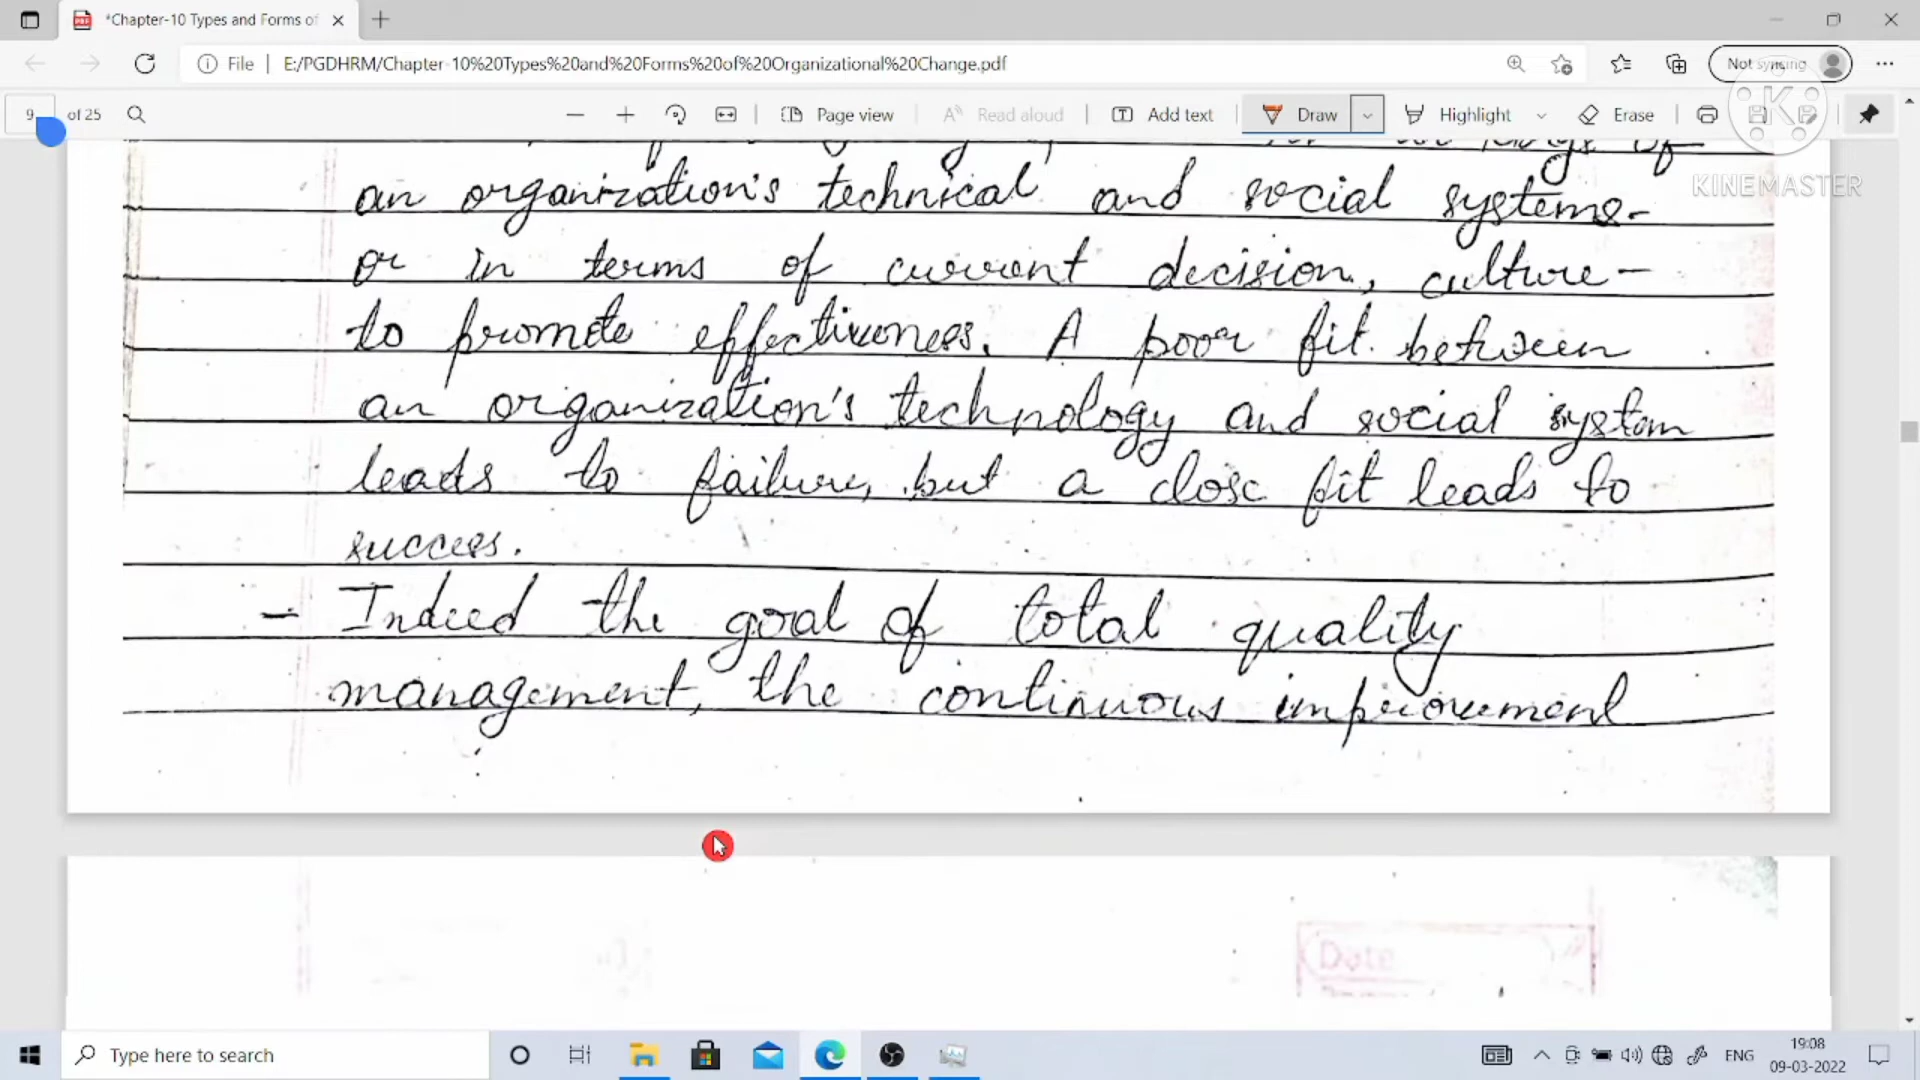 *Chapter-10 Types and Forms of
File | E:/PGDHRM/Chapter-10%20Types%20and%20Forms%20of%20Organizational%20Change.pdf
Not syncing
9 of 25
Page view
Read aloud
Add text
Draw
Highlight
Erase
K
KINEMASTER
of
an organization's technical and social systems-
or in terms of current decision, culture-
to promote effectiveness. A poor fit between
an organization's technology and social system
leads to failure, but a close fit leads to
success.
- Indeed the goal of total quality
management, the continuous improvement
Date
Type here to search
ENG
19:08
09-03-2022